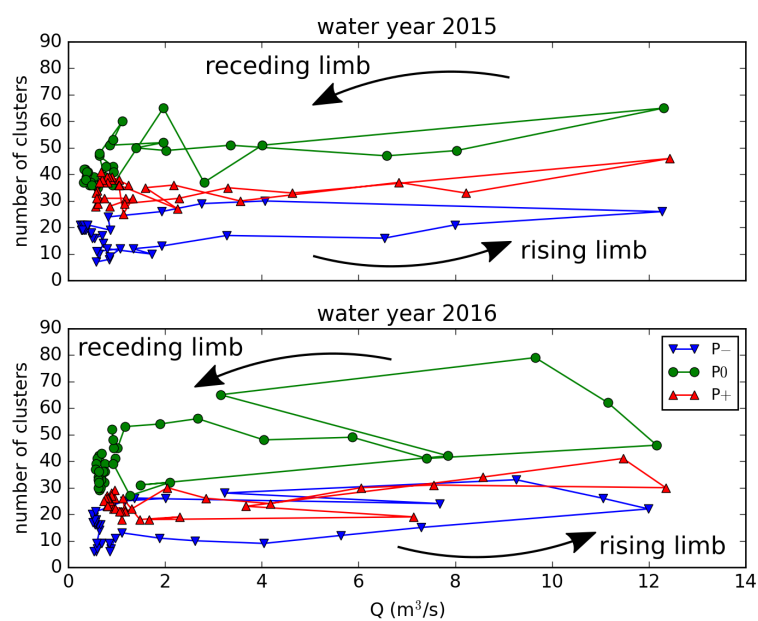 water year 2015
90
80
70
60
50
40
30
20
10
0
number of clusters
receding limb
rising limb
water year 2016
90
80
70
60
50
40
30
20
10
0
number of clusters
receding limb
P−
P0
P+
rising limb
0 2 4 6 8 10 12 14
Q (m³/s)